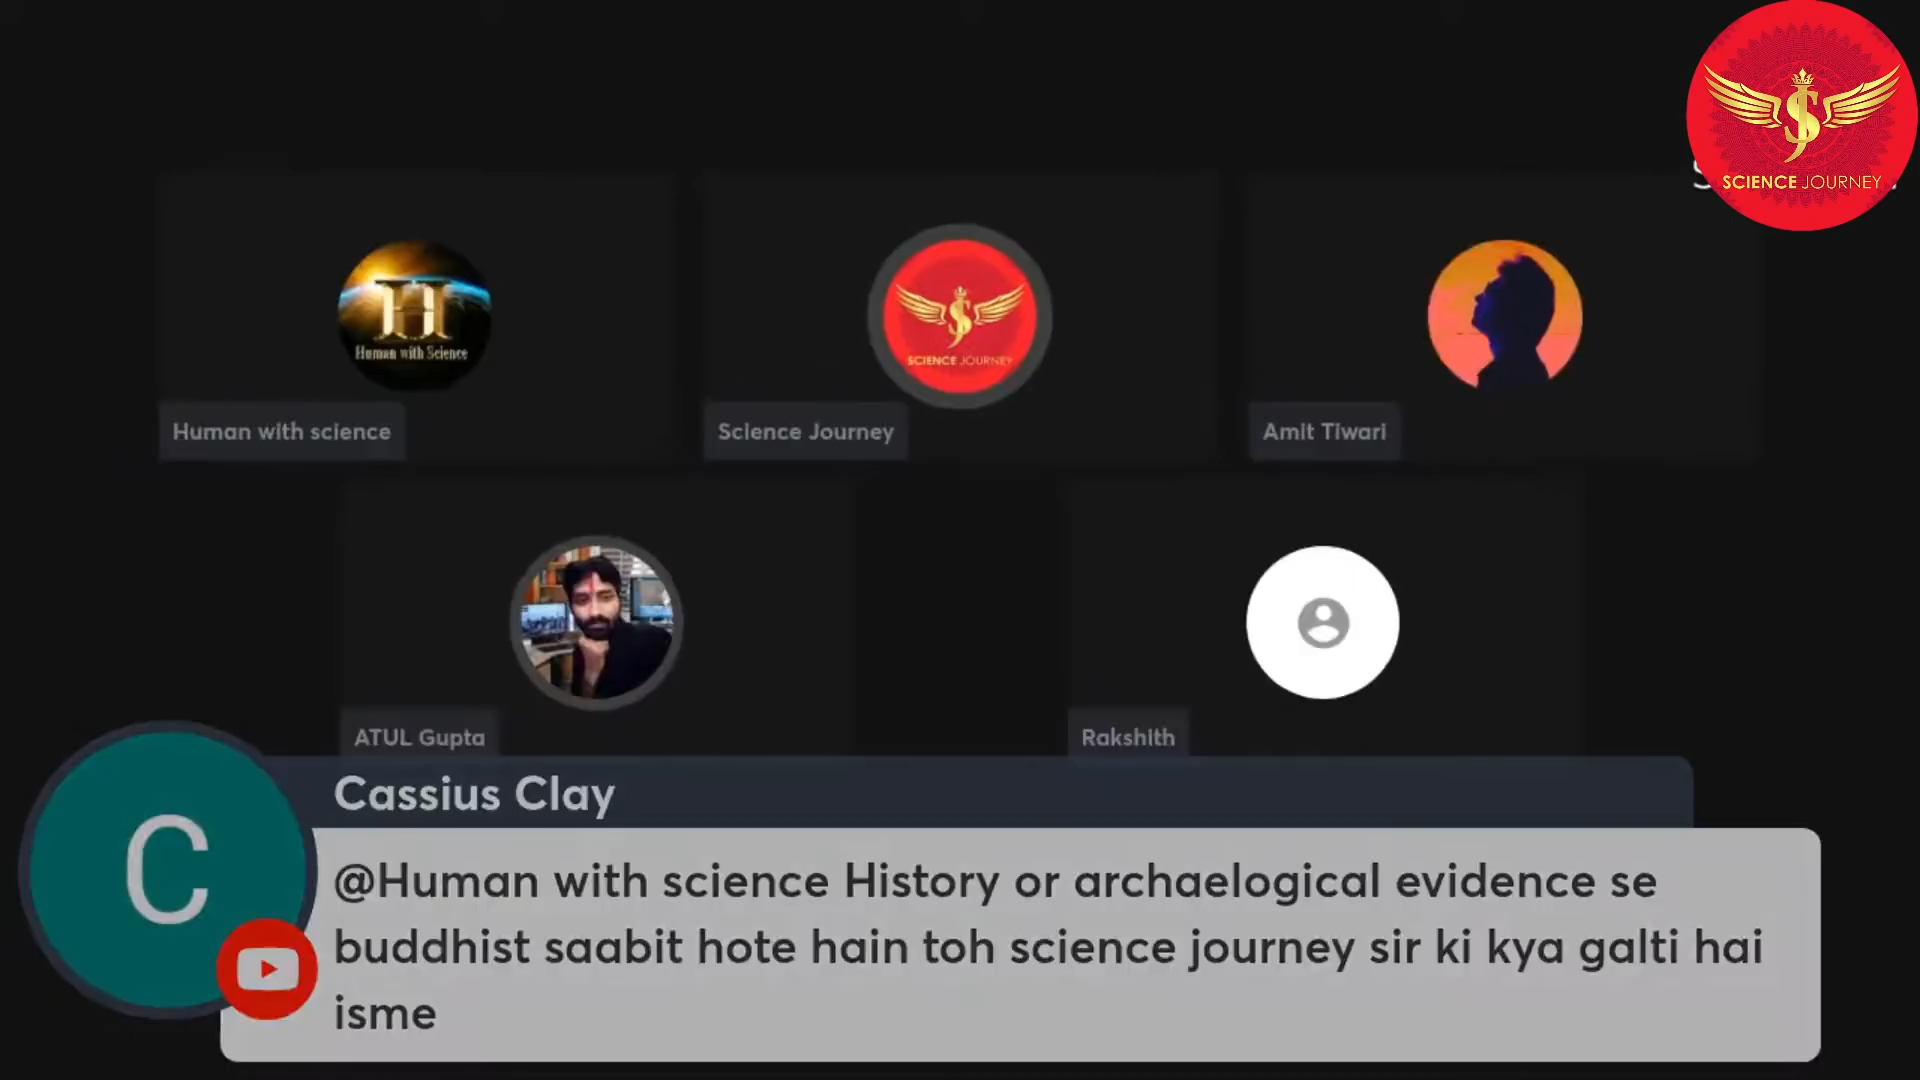 SCIENCE JOURNEY
H
Human with Science
SCIENCE JOURNEY
Human with science
Science Journey
Amit Tiwari
ATUL Gupta
Rakshith
C
Cassius Clay
@Human with science History or archaelogical evidence se
buddhist saabit hote hain toh science journey sir ki kya galti hai
isme